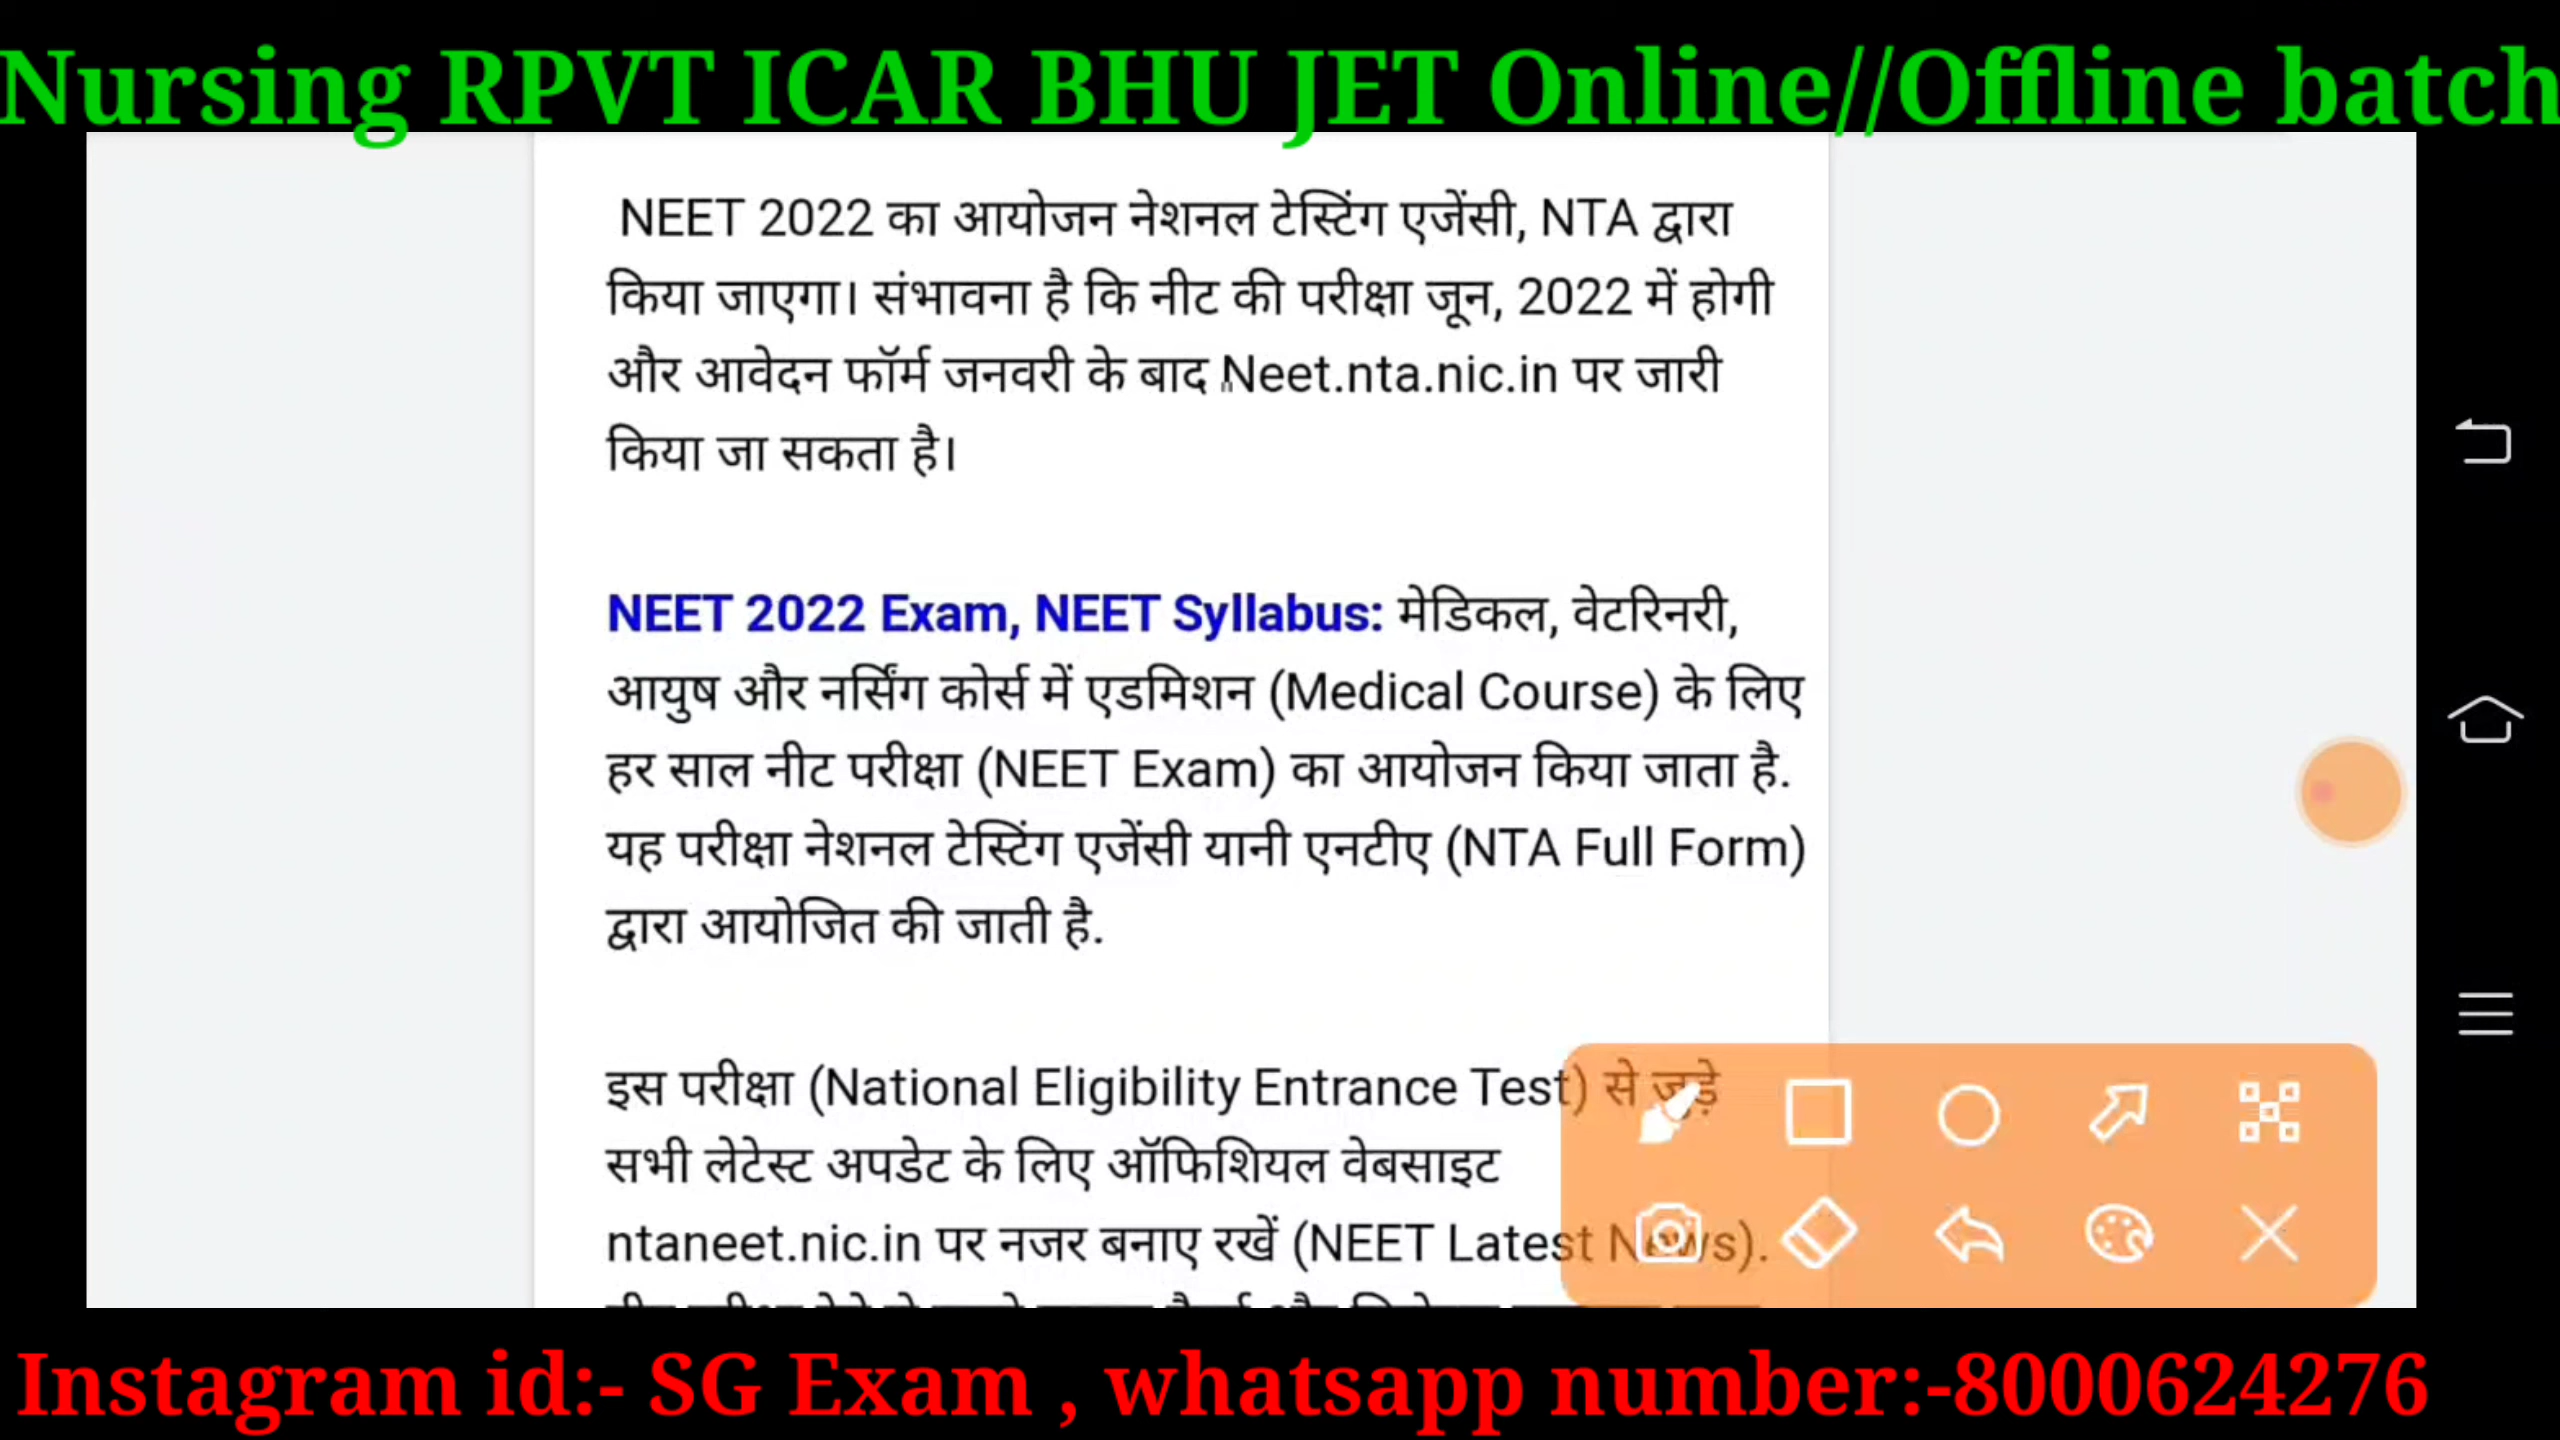 Nursing RPVT ICAR BHU JET Online//Offline batch
NEET 2022 का आयोजन नेशनल टेस्टिंग एजेंसी, NTA द्वारा
किया जाएगा। संभावना है कि नीट की परीक्षा जून, 2022 में होगी
और आवेदन फॉर्म जनवरी के बाद Neet.nta.nic.in पर जारी
किया जा सकता है।
NEET 2022 Exam, NEET Syllabus: मेडिकल, वेटरिनरी,
आयुष और नर्सिंग कोर्स में एडमिशन (Medical Course) के लिए
हर साल नीट परीक्षा (NEET Exam) का आयोजन किया जाता है.
यह परीक्षा नेशनल टेस्टिंग एजेंसी यानी एनटीए (NTA Full Form)
द्वारा आयोजित की जाती है.
इस परीक्षा (National Eligibility Entrance Test) से जुड़े
सभी लेटेस्ट अपडेट के लिए ऑफिशियल वेबसाइट
ntaneet.nic.in पर नजर बनाए रखें (NEET Latest News).
Instagram id:- SG Exam , whatsapp number:-8000624276